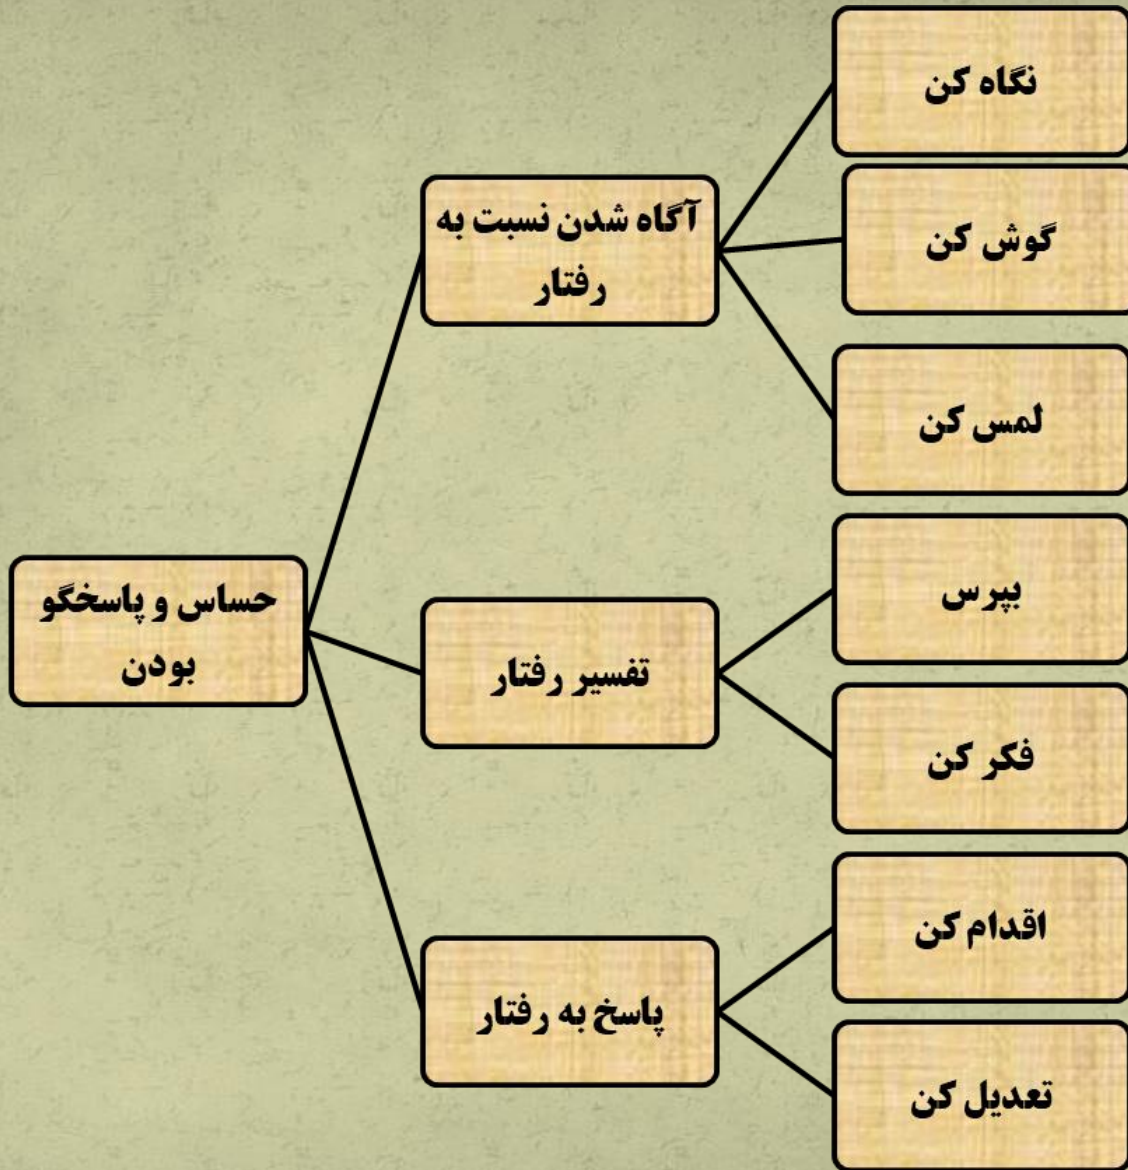 حساس و پاسخگو
بودن
آگاه شدن نسبت به
رفتار
نگاه کن
گوش کن
لمس کن
تفسیر رفتار
بپرس
فکر کن
پاسخ به رفتار
اقدام کن
تعدیل کن